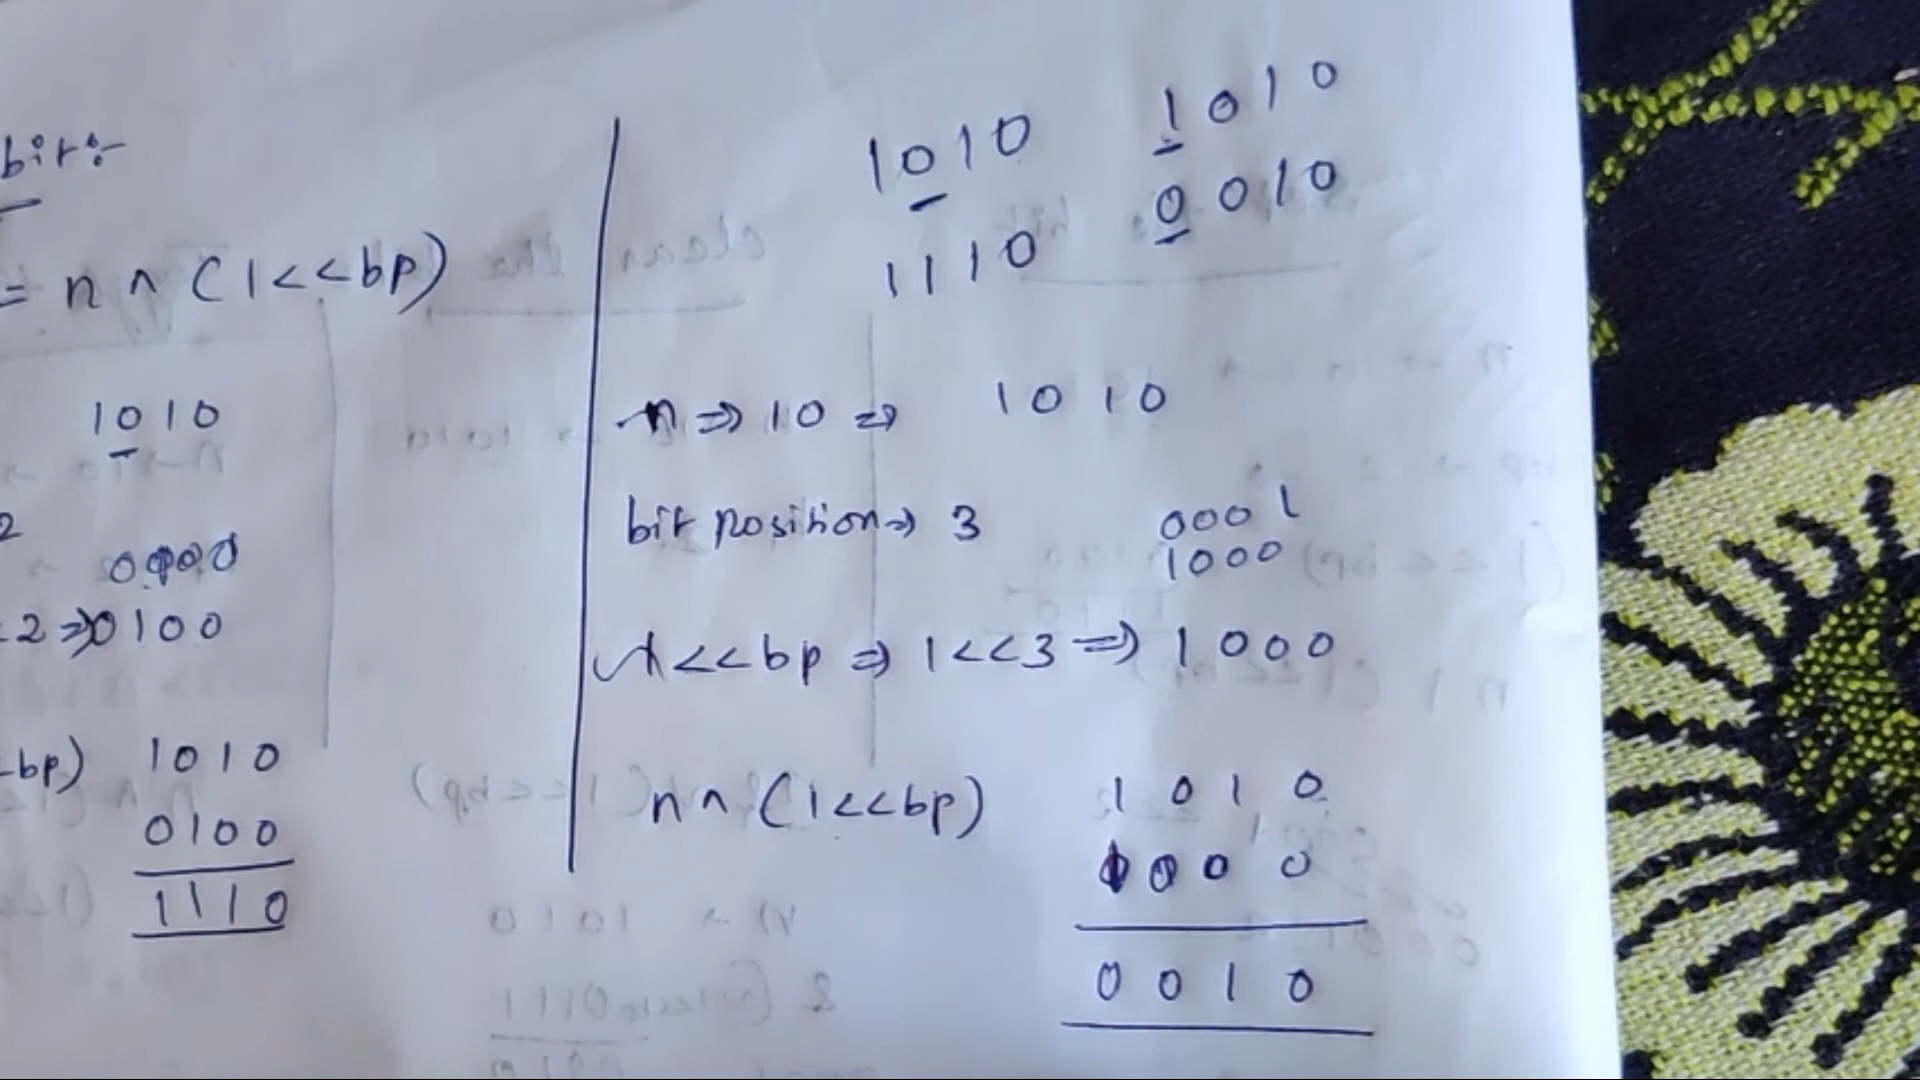 bit:-
= n ^ (1<<bp)
1010
2
0000
2 => 0100
bp) 1010
0100
1110
1010 1010
1110 0010
n => 10 => 1010
bit position => 3 0001
1000
1<<bp => 1<<3 => 1000
n ^ (1<<bp) 1010
1000
0010